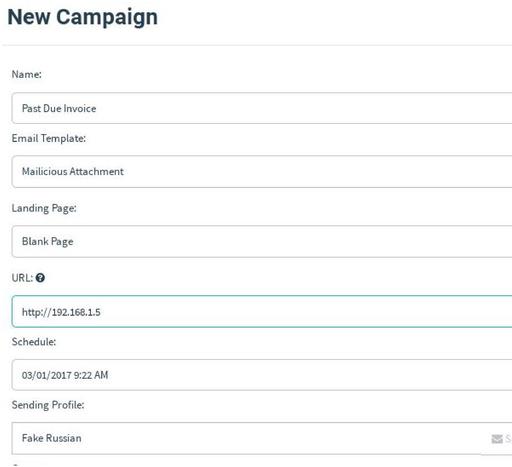 New Campaign
Name:
Past Due Invoice
Email Template:
Mailicious Attachment
Landing Page:
Blank Page
URL:
http://192.168.1.5
Schedule:
03/01/2017 9:22 AM
Sending Profile:
Fake Russian